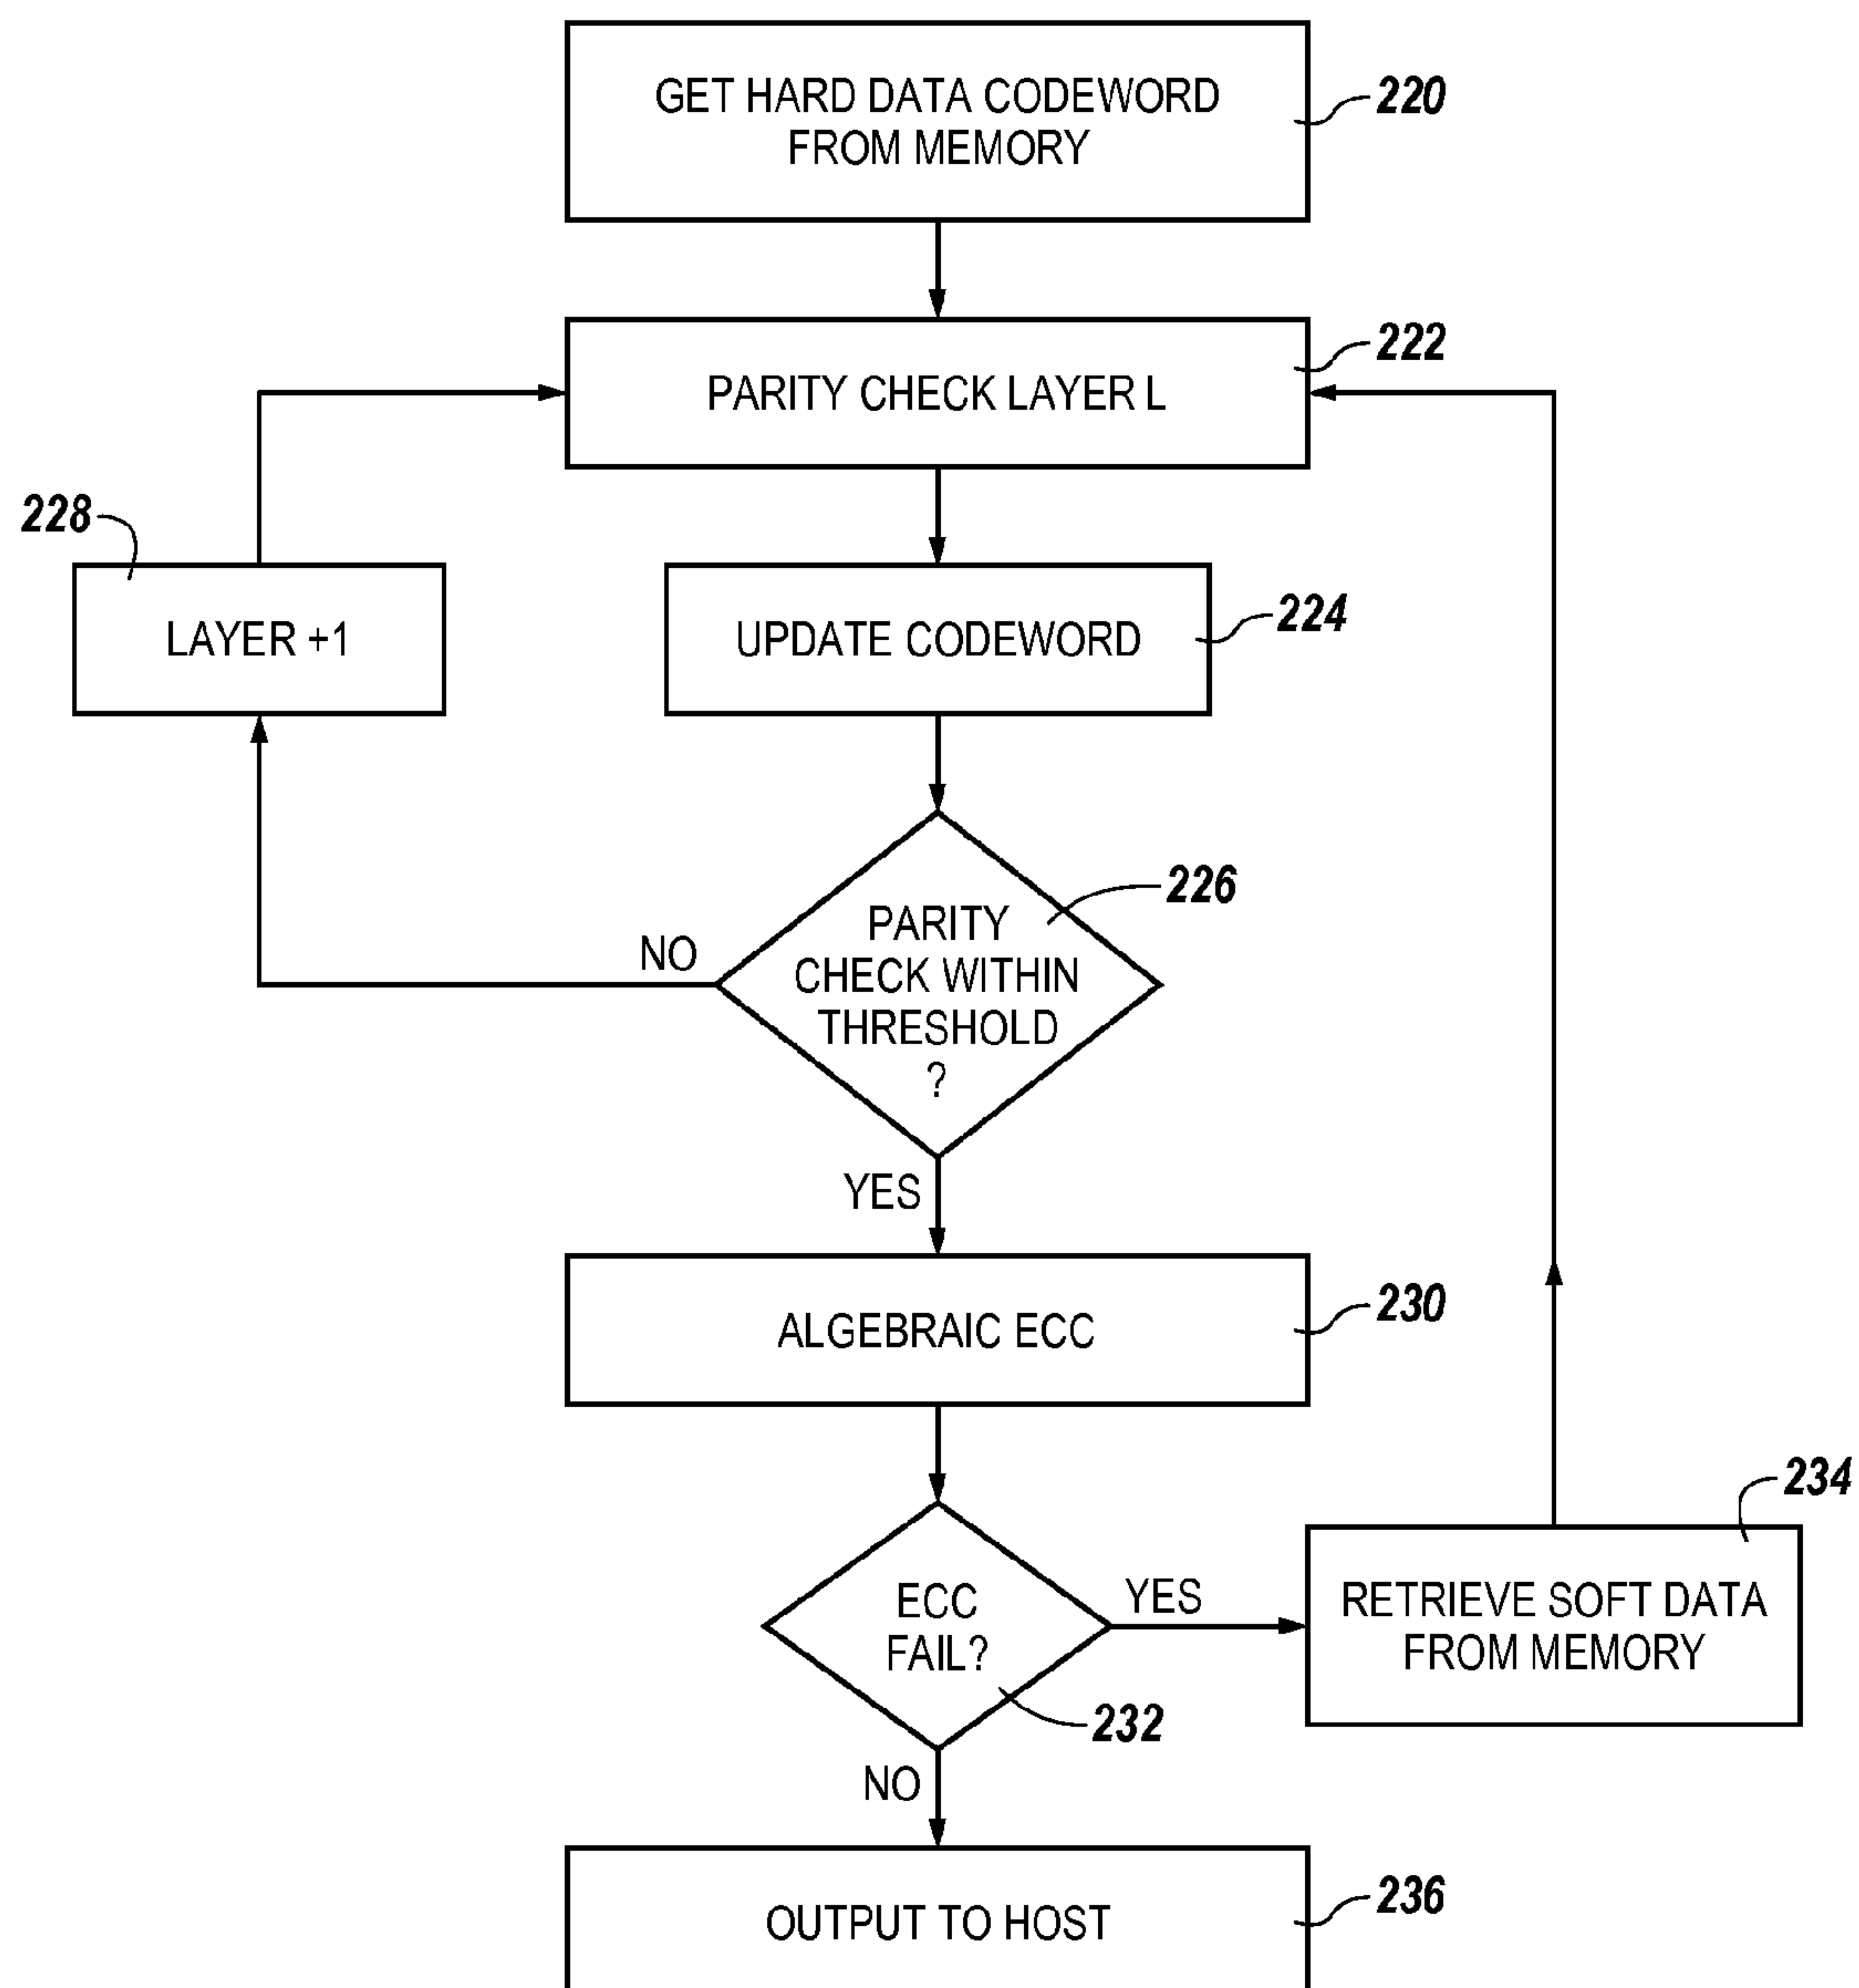 GET HARD DATA CODEWORD
FROM MEMORY
220
PARITY CHECK LAYER L
222
228
LAYER +1
UPDATE CODEWORD
224
226
PARITY
CHECK WITHIN
THRESHOLD
?
NO
YES
ALGEBRAIC ECC
230
234
ECC
FAIL?
YES
RETRIEVE SOFT DATA
FROM MEMORY
232
NO
OUTPUT TO HOST
236